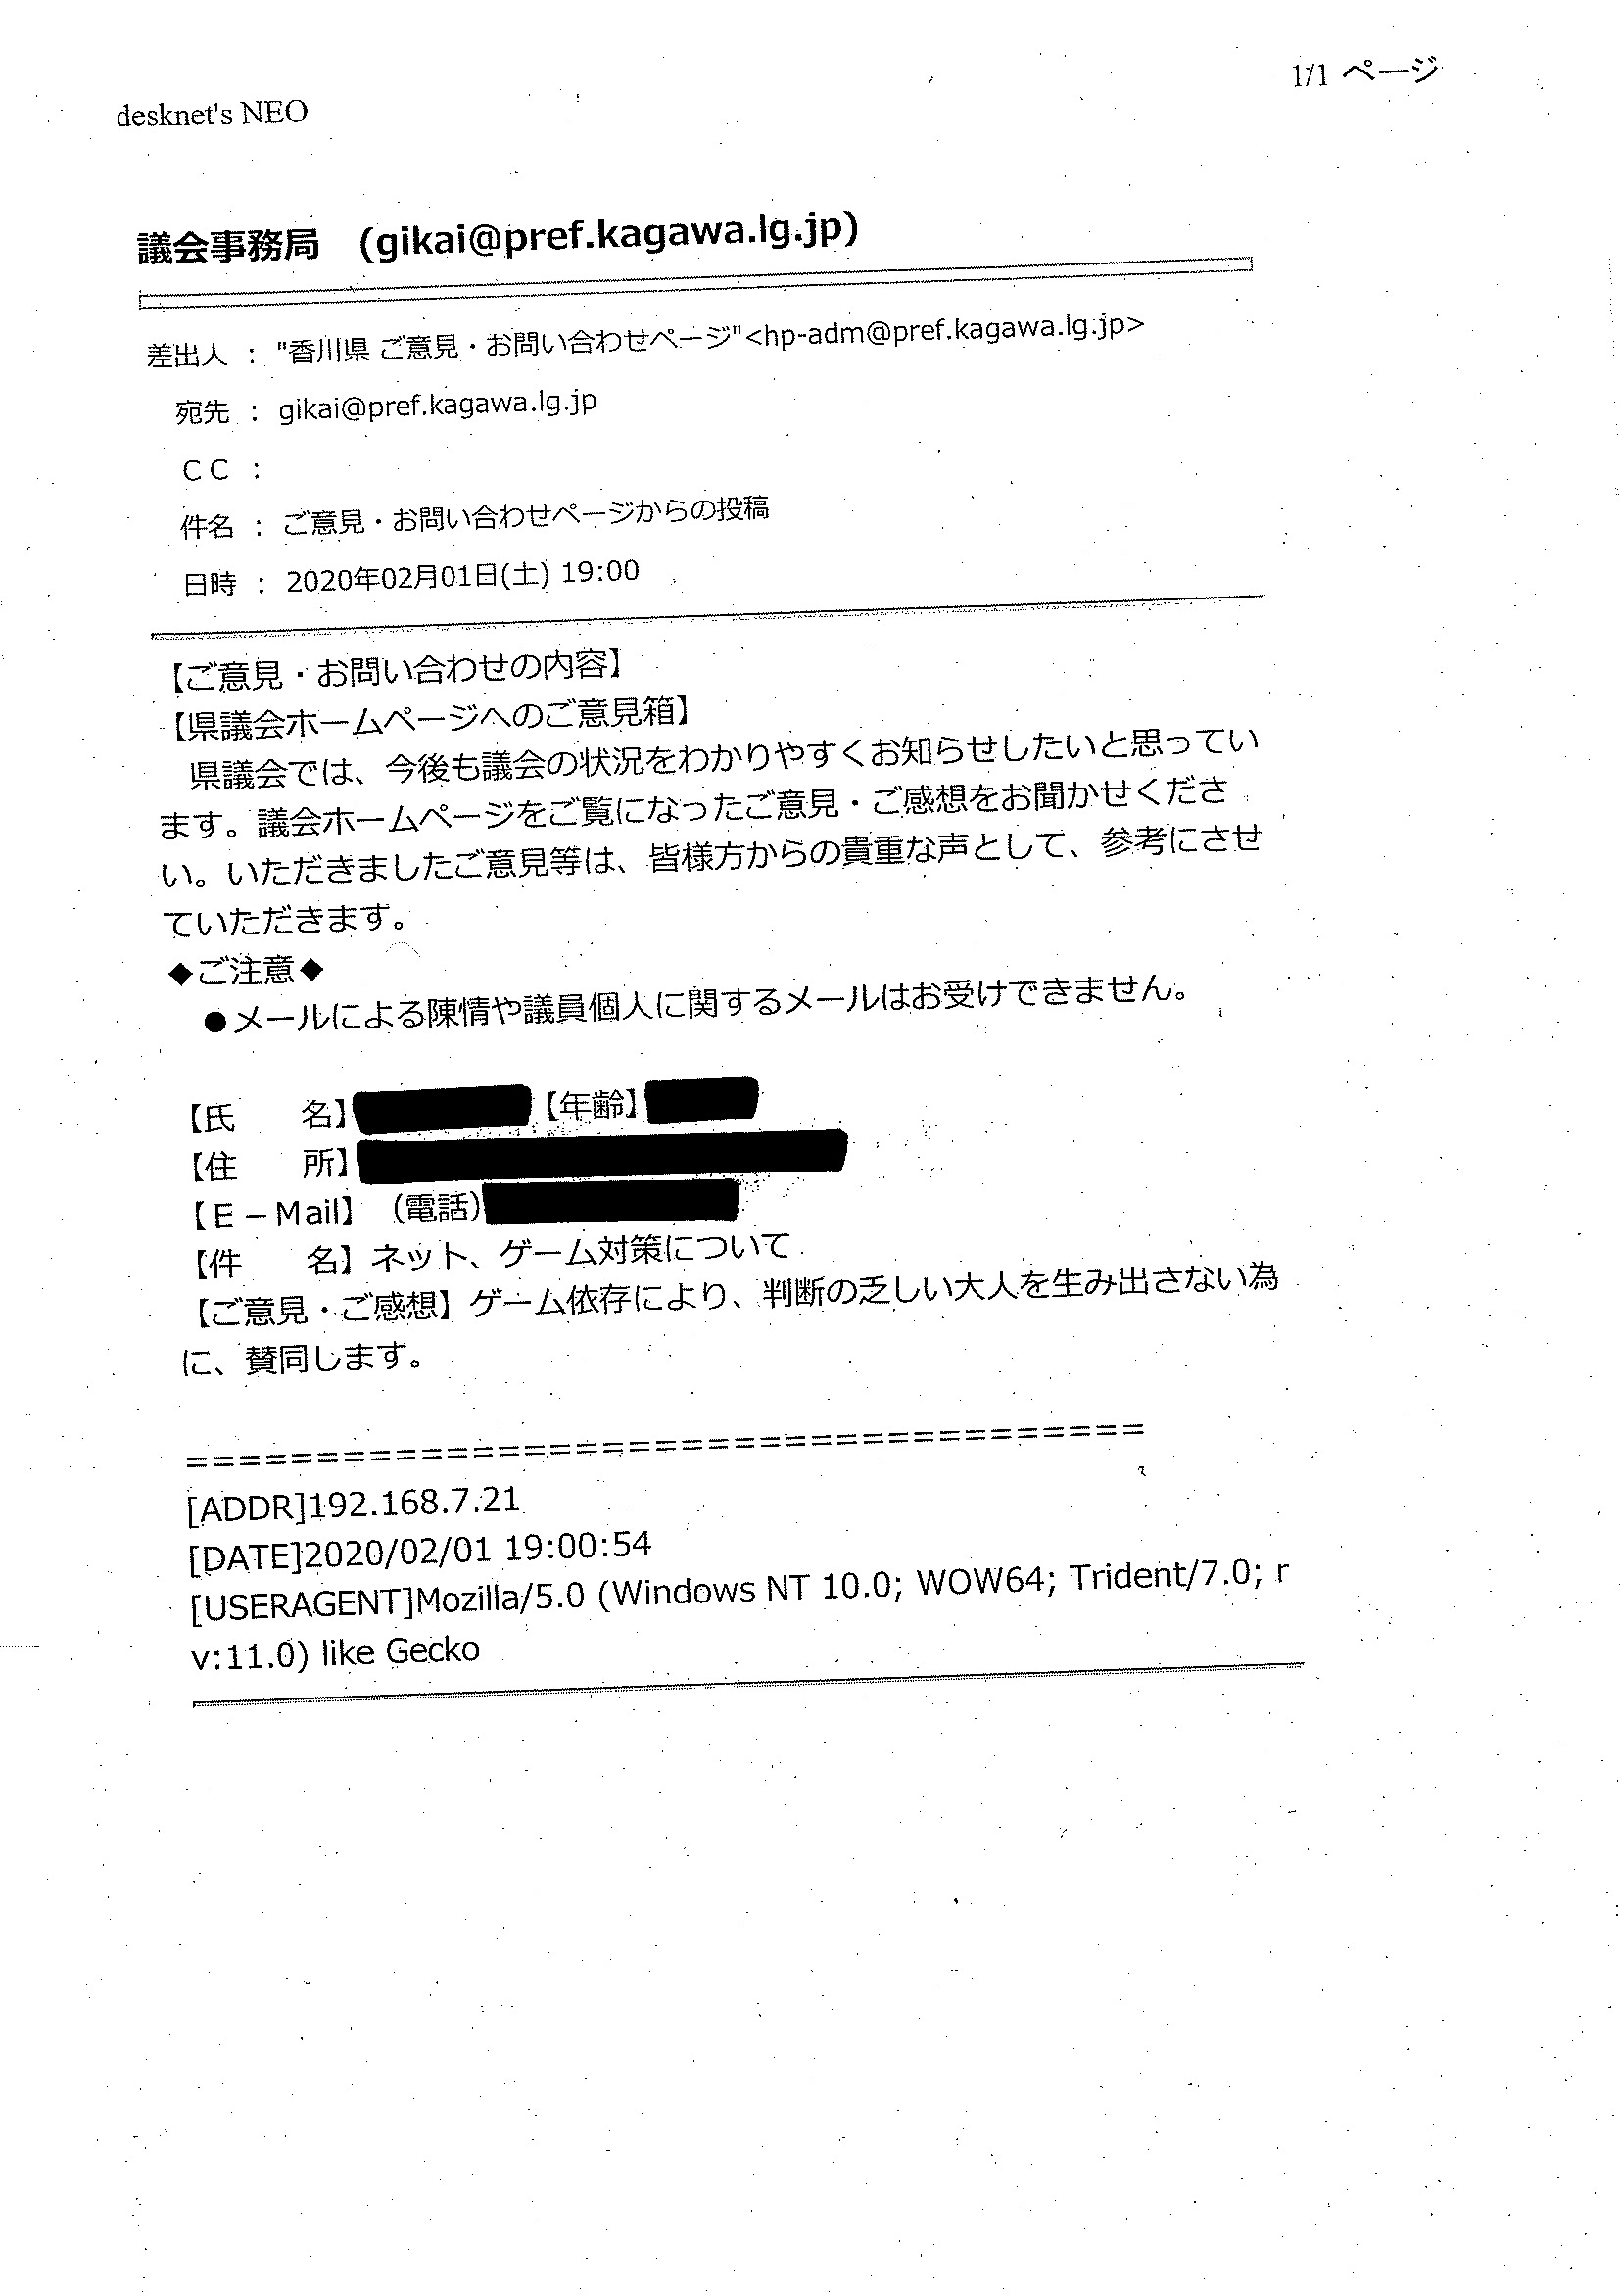 1/1 ページ
desknet's NEO
議会事務局 (gikai@pref.kagawa.lg.jp)
差出人 : "香川県 ご意見・お問い合わせページ"<hp-adm@pref.kagawa.lg.jp>
宛先 : gikai@pref.kagawa.lg.jp
CC :
件名 : ご意見・お問い合わせページからの投稿
日時 : 2020年02月01日(土) 19:00
【ご意見・お問い合わせの内容】
【県議会ホームページへのご意見箱】
　県議会では、今後も議会の状況をわかりやすくお知らせしたいと思ってい
ます。議会ホームページをご覧になったご意見・ご感想をお聞かせくださ
い。いただきましたご意見等は、皆様方からの貴重な声として、参考にさせ
ていただきます。
◆ご注意◆
●メールによる陳情や議員個人に関するメールはお受けできません。
【氏　　名】 【年齢】
【住　　所】
【E－Mail】 （電話）
【件　　名】ネット、ゲーム対策について
【ご意見・ご感想】ゲーム依存により、判断の乏しい大人を生み出さない為
に、賛同します。
=====================================
[ADDR]192.168.7.21
[DATE]2020/02/01 19:00:54
[USERAGENT]Mozilla/5.0 (Windows NT 10.0; WOW64; Trident/7.0; r
v:11.0) like Gecko